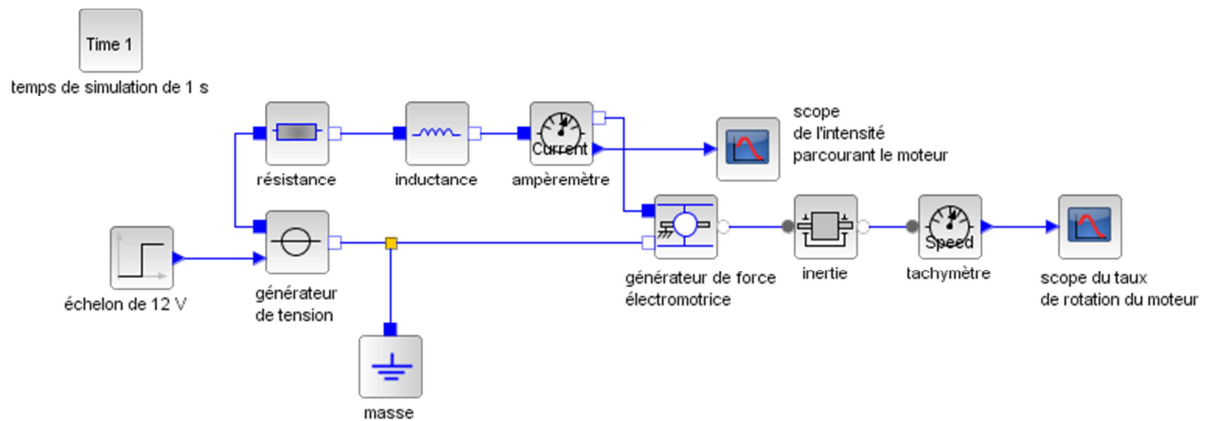 Time 1
temps de simulation de 1 s
scope
de l'intensité
parcourant le moteur
Current
résistance
inductance
ampèremètre
Speed
échelon de 12 V
générateur
de tension
générateur de force
électromotrice
inertie
tachymètre
scope du taux
de rotation du moteur
masse